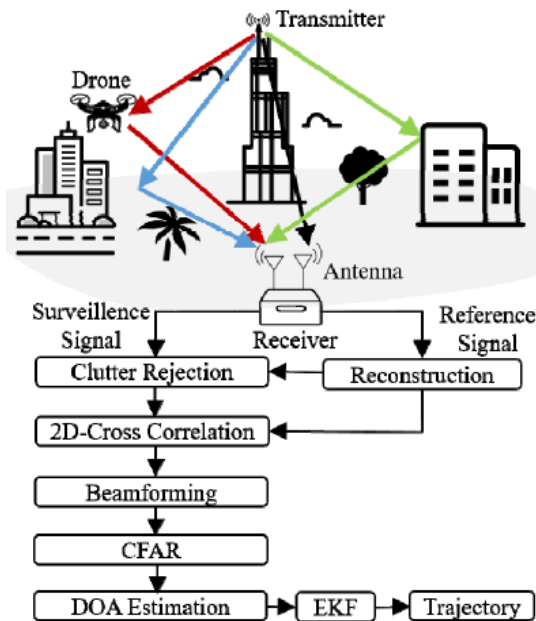 Transmitter
Drone
Antenna
Surveillence
Signal
Receiver
Reference
Signal
Clutter Rejection
Reconstruction
2D-Cross Correlation
Beamforming
CFAR
DOA Estimation
EKF
Trajectory